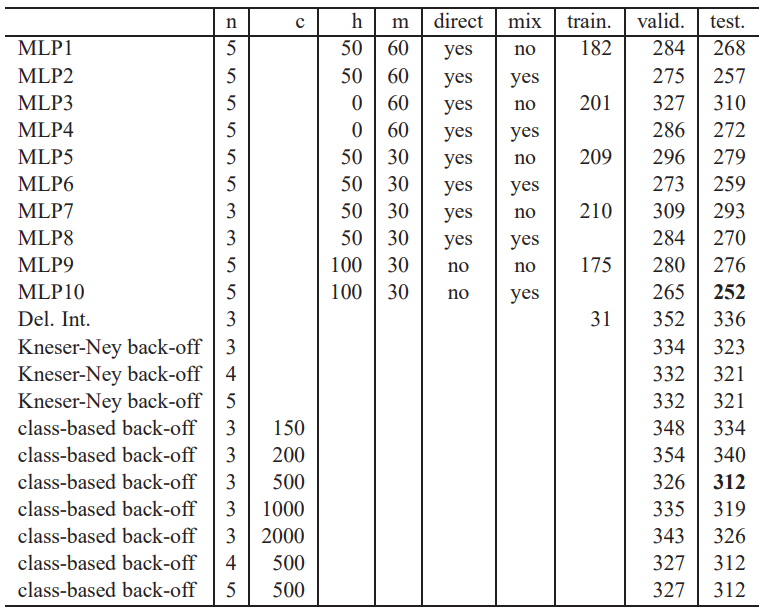 n c h m direct mix train. valid. test.
MLP1 5 50 60 yes no 182 284 268
MLP2 5 50 60 yes yes 275 257
MLP3 5 0 60 yes no 201 327 310
MLP4 5 0 60 yes yes 286 272
MLP5 5 50 30 yes no 209 296 279
MLP6 5 50 30 yes yes 273 259
MLP7 3 50 30 yes no 210 309 293
MLP8 3 50 30 yes yes 284 270
MLP9 5 100 30 no no 175 280 276
MLP10 5 100 30 no yes 265 252
Del. Int. 3 31 352 336
Kneser-Ney back-off 3 334 323
Kneser-Ney back-off 4 332 321
Kneser-Ney back-off 5 332 321
class-based back-off 3 150 348 334
class-based back-off 3 200 354 340
class-based back-off 3 500 326 312
class-based back-off 3 1000 335 319
class-based back-off 3 2000 343 326
class-based back-off 4 500 327 312
class-based back-off 5 500 327 312